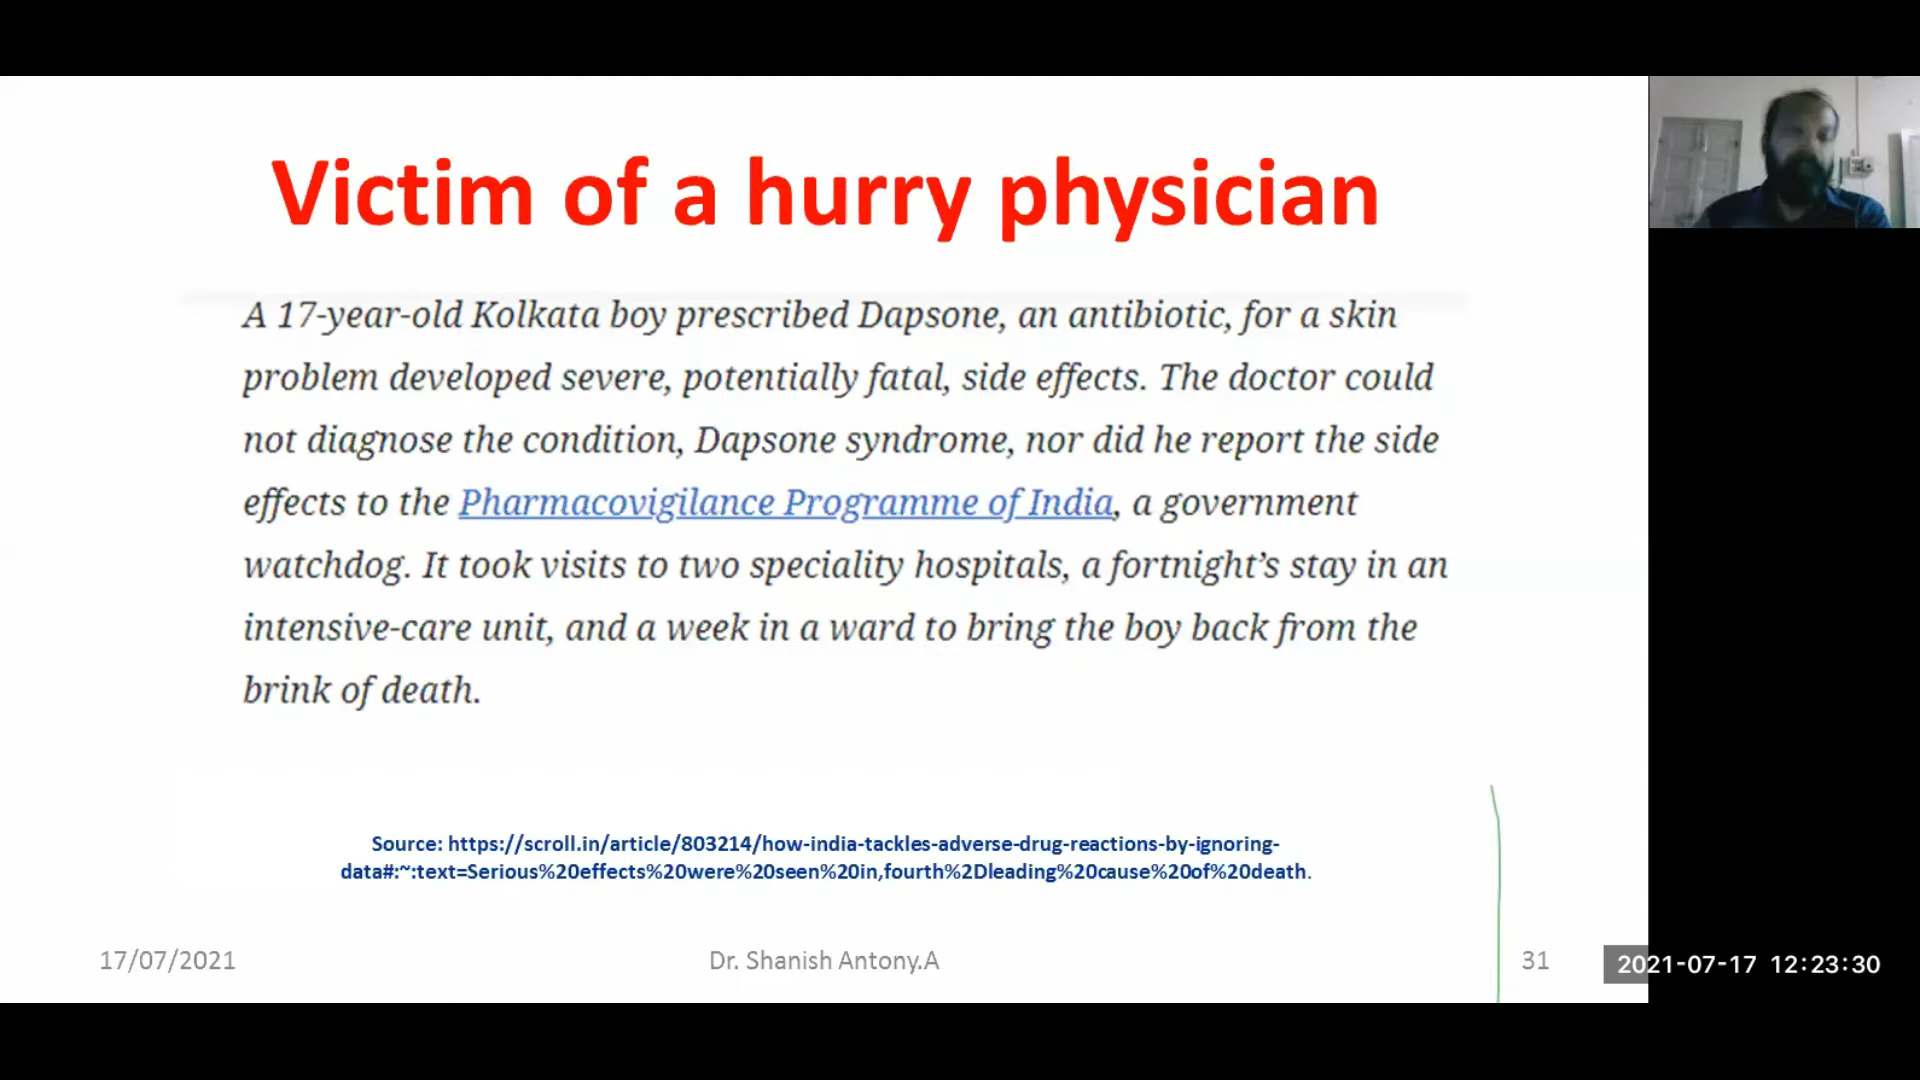 Victim of a hurry physician
A 17-year-old Kolkata boy prescribed Dapsone, an antibiotic, for a skin
problem developed severe, potentially fatal, side effects. The doctor could
not diagnose the condition, Dapsone syndrome, nor did he report the side
effects to the Pharmacovigilance Programme of India, a government
watchdog. It took visits to two speciality hospitals, a fortnight’s stay in an
intensive-care unit, and a week in a ward to bring the boy back from the
brink of death.
Source: https://scroll.in/article/803214/how-india-tackles-adverse-drug-reactions-by-ignoring-
data#:~:text=Serious%20effects%20were%20seen%20in,fourth%2Dleading%20cause%20of%20death.
17/07/2021
Dr. Shanish Antony.A
31
2021-07-17 12:23:30